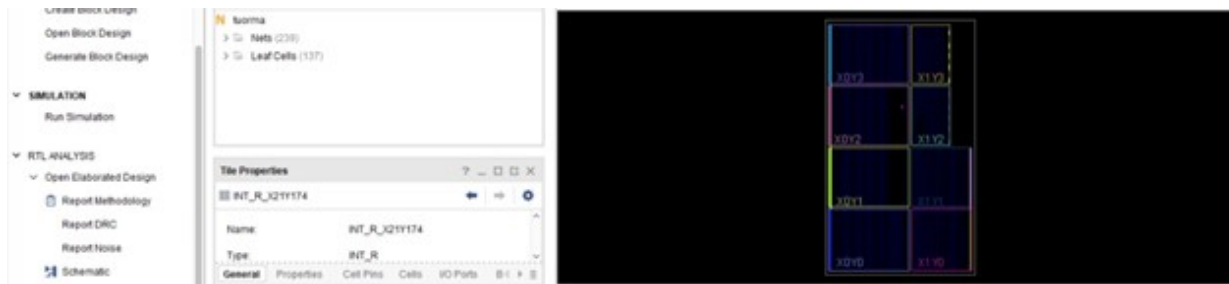 Create Block Design
Open Block Design
Generate Block Design
SIMULATION
Run Simulation
RTL ANALYSIS
Open Elaborated Design
Report Methodology
Report DRC
Report Noise
Schematic
N tuorma
Nets (239)
Leaf Cells (137)
Tile Properties
INT_R_X21Y174
Name: INT_R_X21Y174
Type: INT_R
General Properties Cell Pins Cells I/O Ports
X0Y3 X1Y3
X0Y2 X1Y2
X0Y1 X1Y1
X0Y0 X1Y0